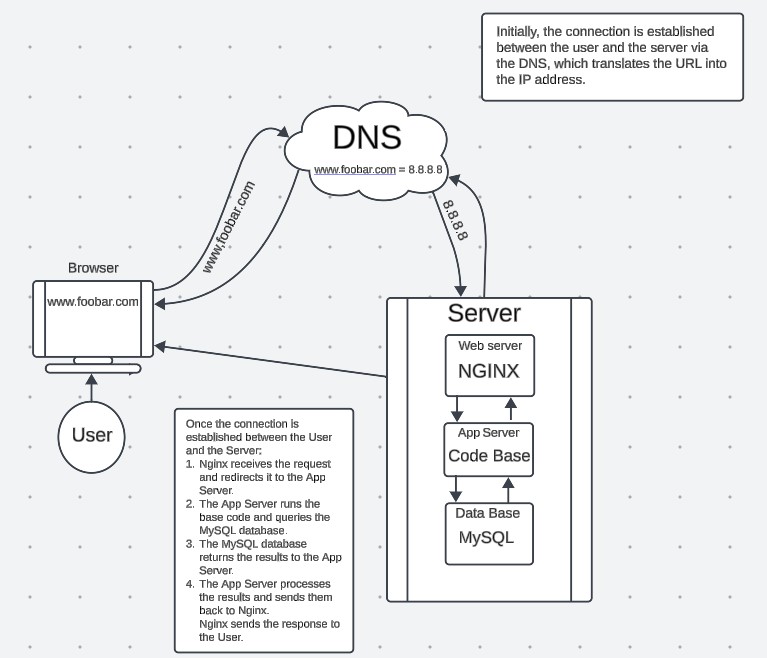 Initially, the connection is established
between the user and the server via
the DNS, which translates the URL into
the IP address.
DNS
www.foobar.com = 8.8.8.8
www,foobar.com
8.8.8.8
Browser
www.foobar.com
User
Server
Web server
NGINX
App Server
Code Base
Data Base
MySQL
Once the connection is
established between the User
and the Server:
1. Nginx receives the request
and redirects it to the App
Server.
2. The App Server runs the
base code and queries the
MySQL database.
3. The MySQL database
returns the results to the App
Server.
4. The App Server processes
the results and sends them
back to Nginx.
Nginx sends the response to
the User.